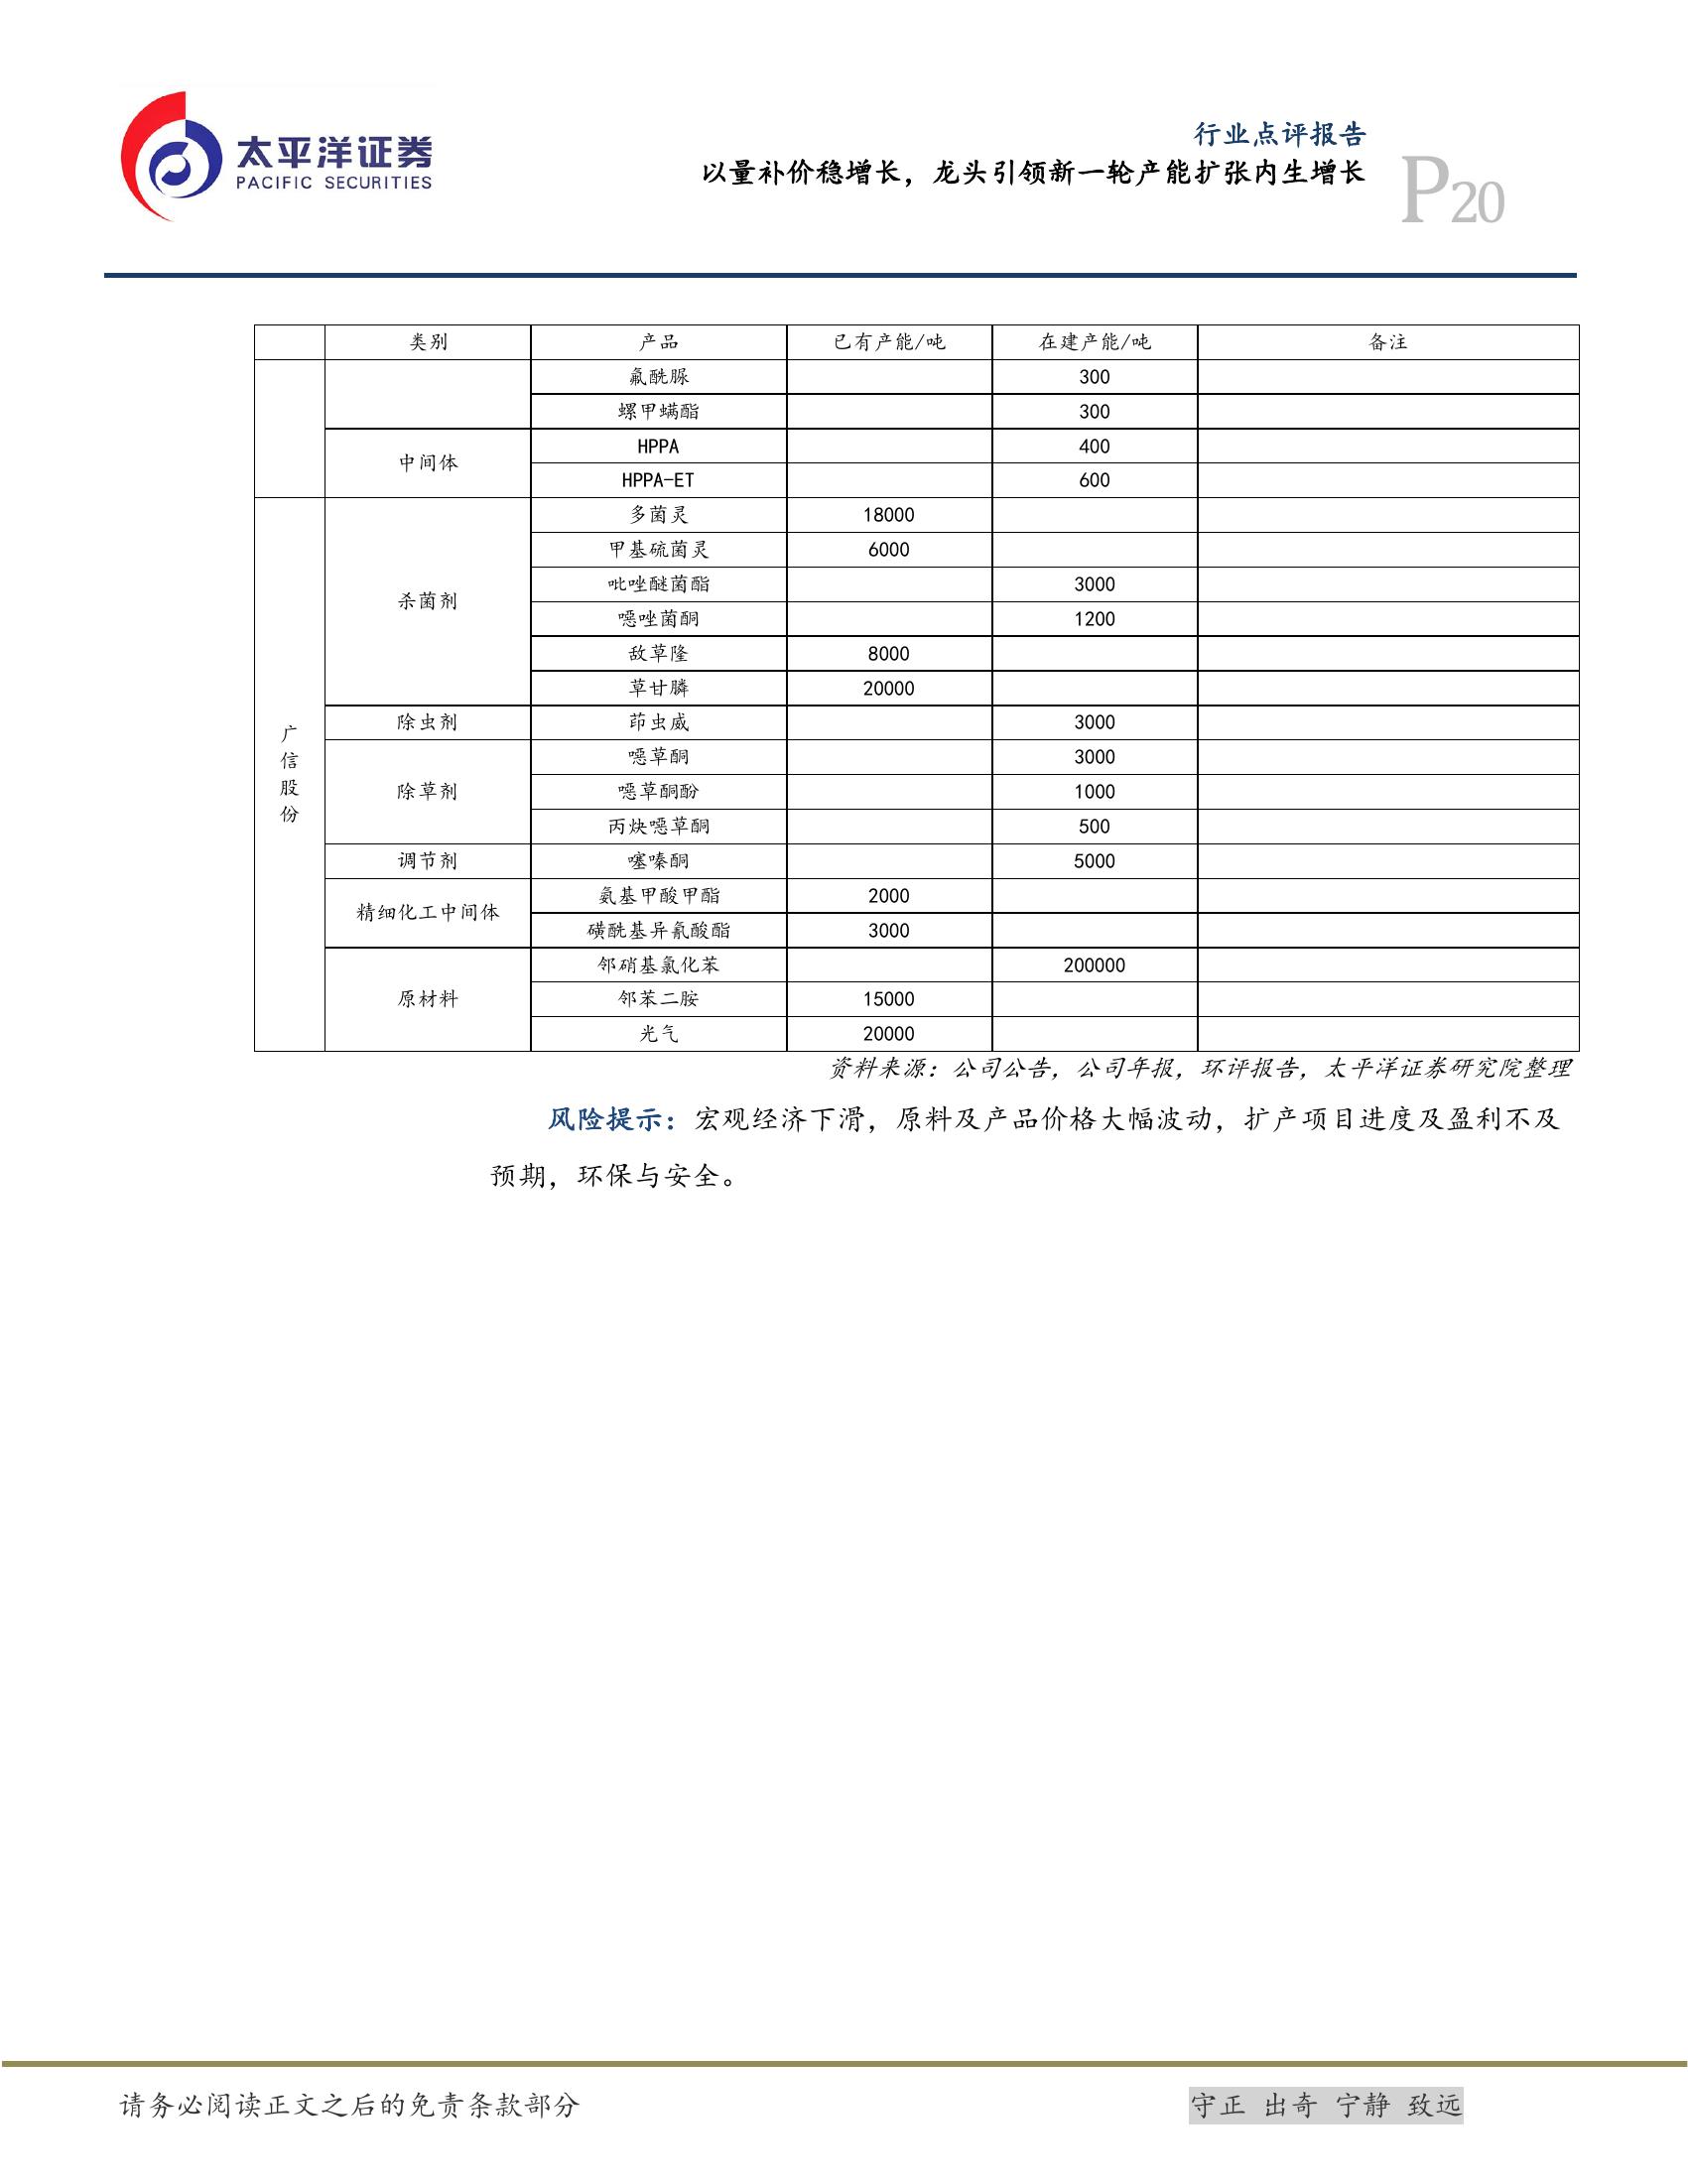 太平洋证券
PACIFIC SECURITIES
行业点评报告
以量补价稳增长，龙头引领新一轮产能扩张内生增长
P20
类别 产品 已有产能/吨 在建产能/吨 备注
氟酰脲 300
螺甲螨酯 300
中间体
HPPA 400
HPPA-ET 600
广信股份
杀菌剂
多菌灵 18000
甲基硫菌灵 6000
吡唑醚菌酯 3000
噁唑菌酮 1200
敌草隆 8000
草甘膦 20000
除虫剂 茚虫威 3000
除草剂
噁草酮 3000
噁草酮酚 1000
丙炔噁草酮 500
调节剂 噻嗪酮 5000
精细化工中间体
氨基甲酸甲酯 2000
磺酰基异氰酸酯 3000
原材料
邻硝基氯化苯 200000
邻苯二胺 15000
光气 20000
资料来源：公司公告，公司年报，环评报告，太平洋证券研究院整理
风险提示：宏观经济下滑，原料及产品价格大幅波动，扩产项目进度及盈利不及
预期，环保与安全。
请务必阅读正文之后的免责条款部分
守正 出奇 宁静 致远